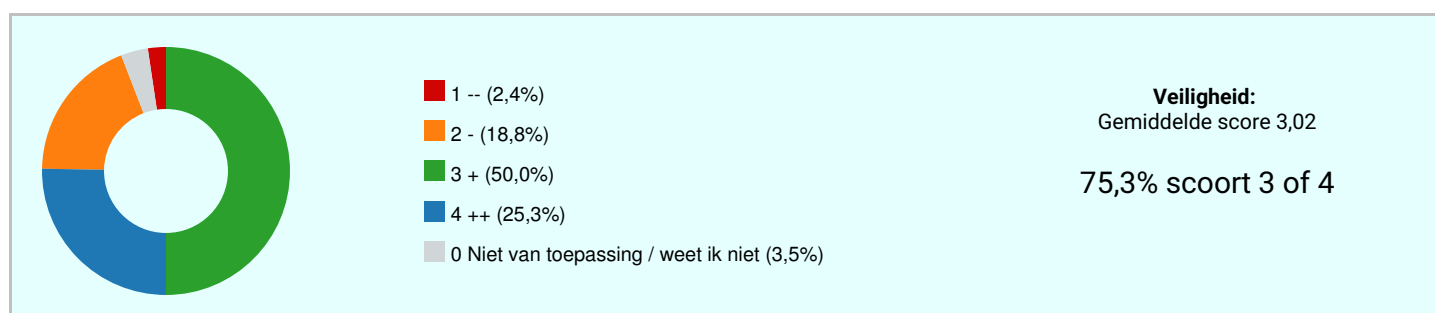 1 -- (2,4%)
2 - (18,8%)
3 + (50,0%)
4 ++ (25,3%)
0 Niet van toepassing / weet ik niet (3,5%)
Veiligheid:
Gemiddelde score 3,02
75,3% scoort 3 of 4